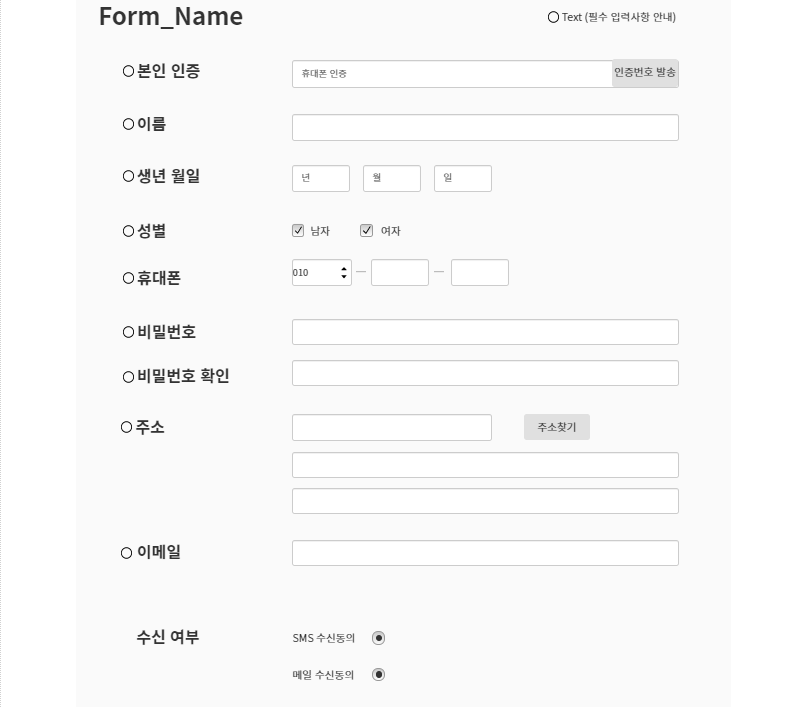 Form_Name
Text (필수 입력사항 안내)
본인 인증
휴대폰 인증
인증번호 발송
이름
생년 월일
년
월
일
성별
남자
여자
휴대폰
010
비밀번호
비밀번호 확인
주소
주소찾기
이메일
수신 여부
SMS 수신동의
메일 수신동의